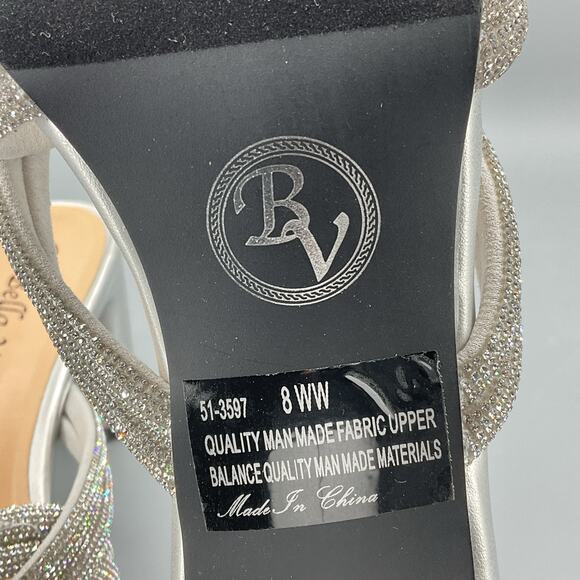 BV
51-3597 8 WW
QUALITY MAN MADE FABRIC UPPER
BALANCE QUALITY MAN MADE MATERIALS
Made In China